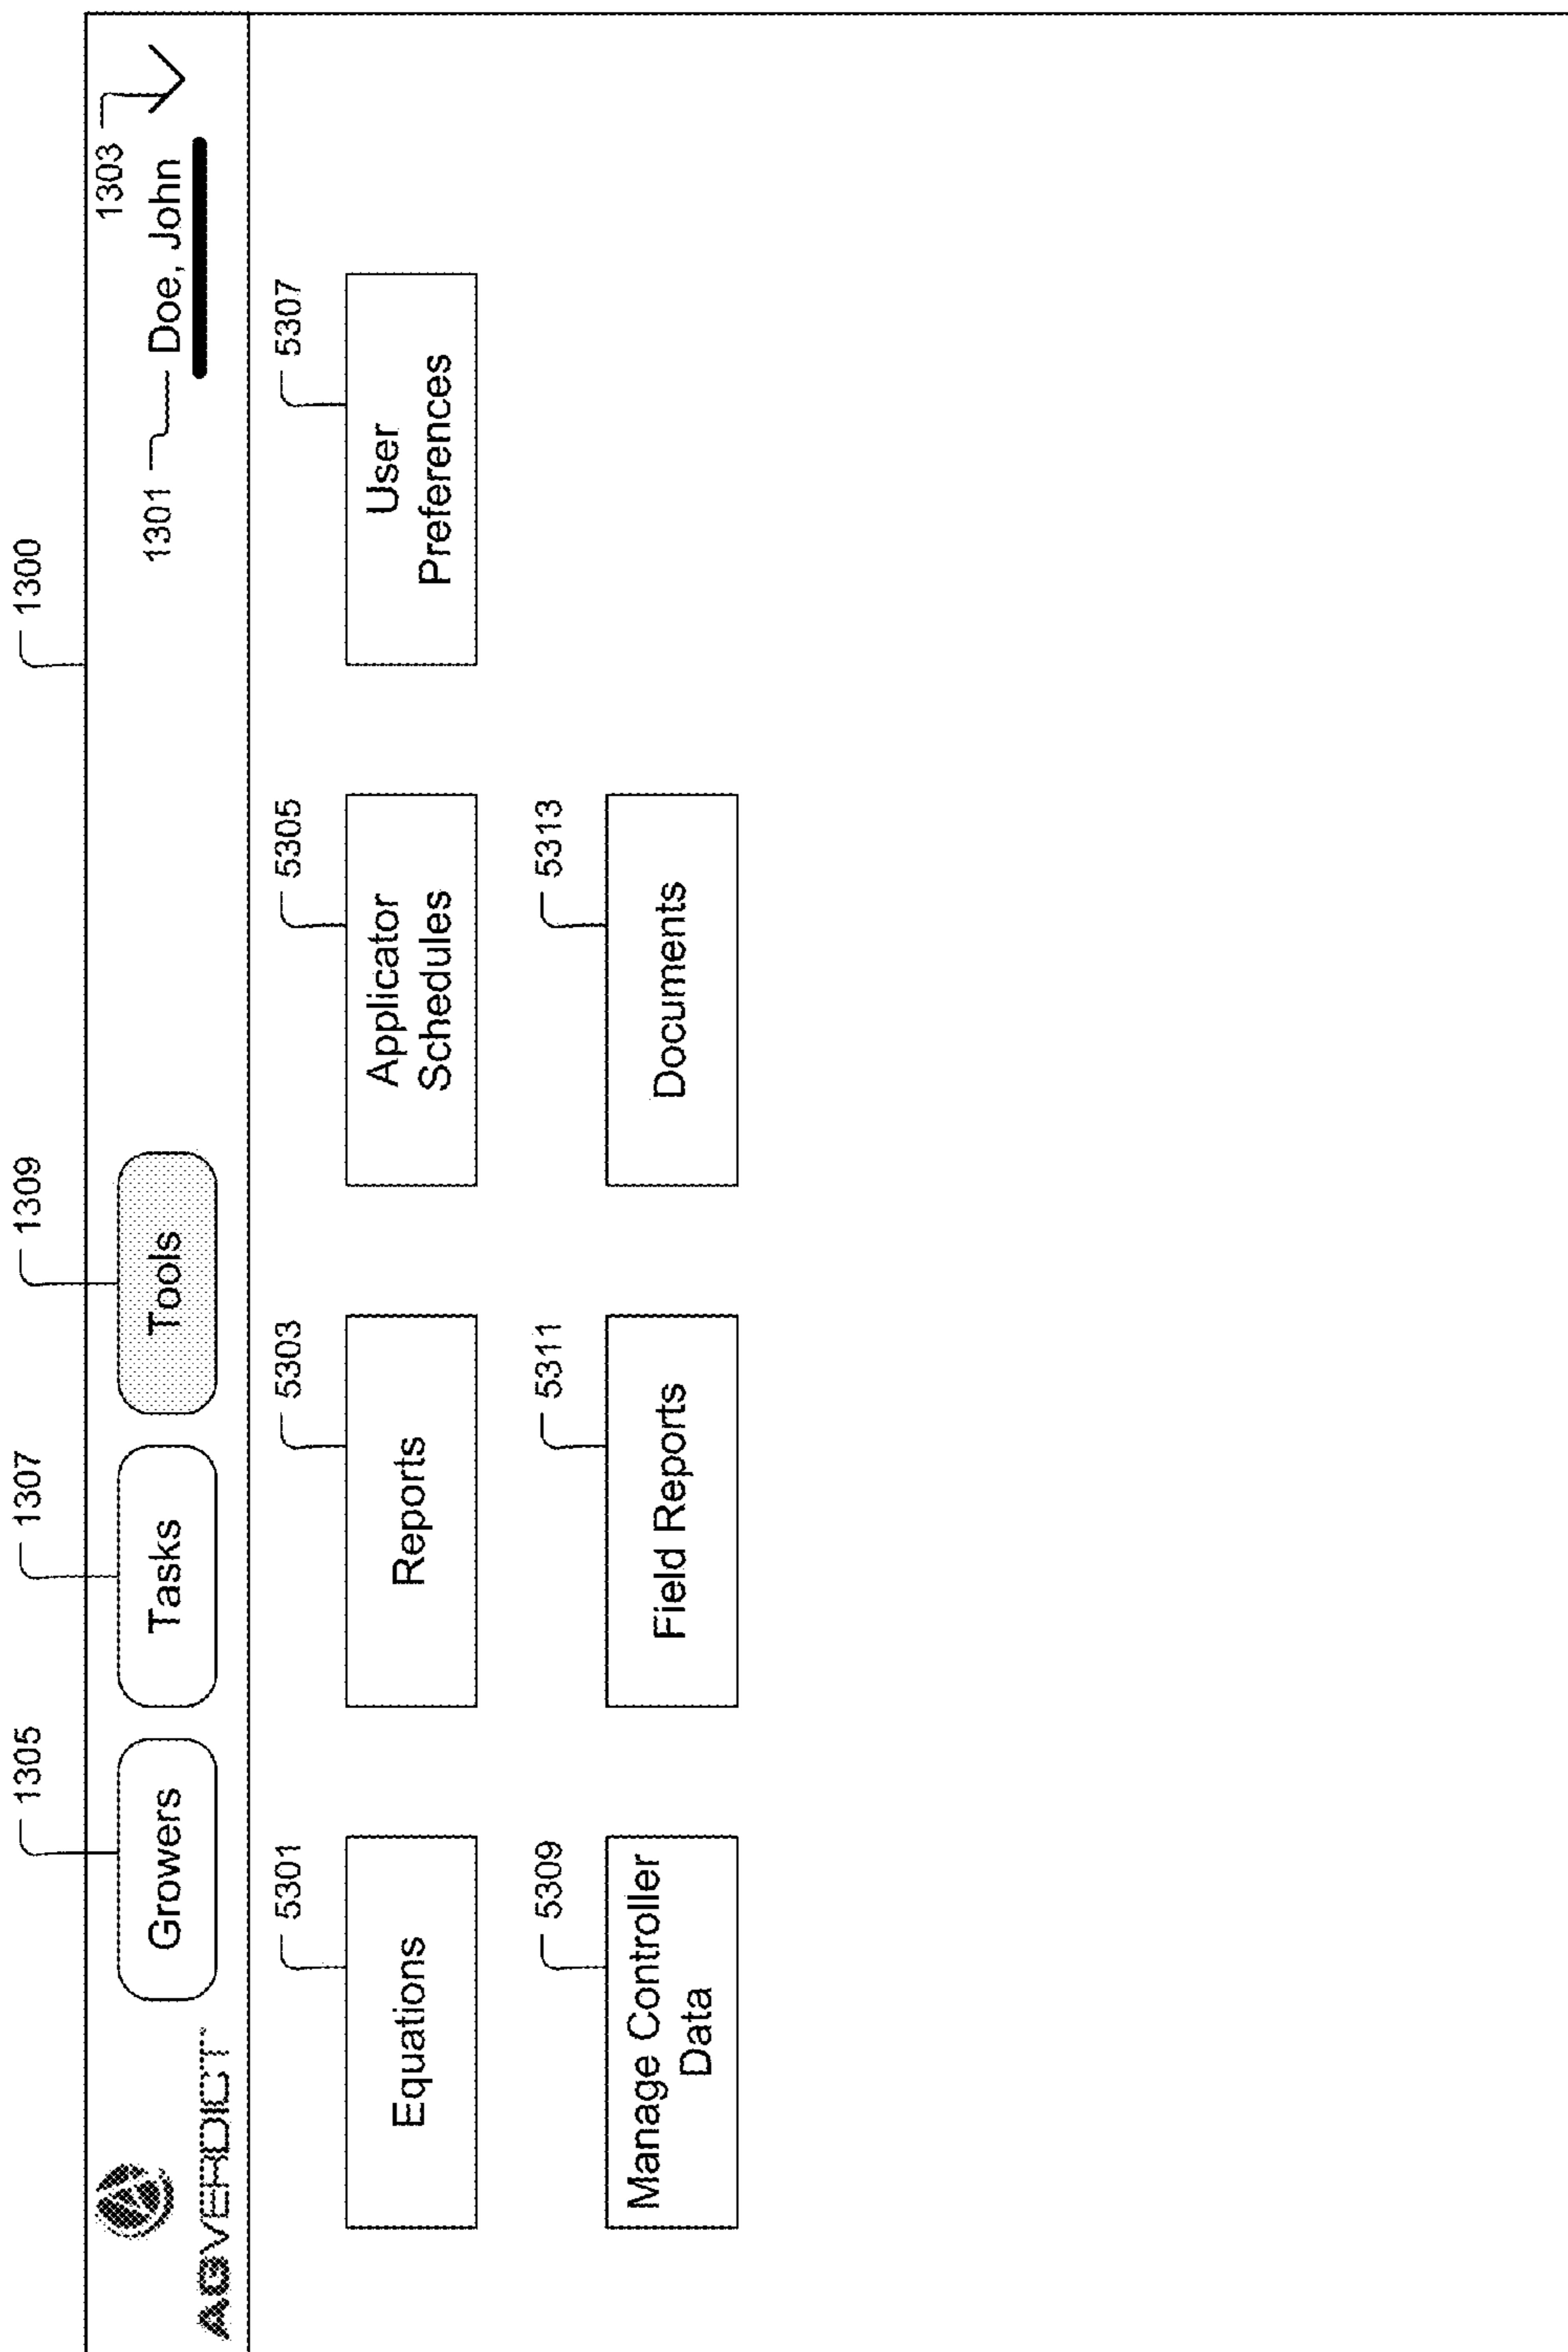 1300
1305
1307
1309
1303
AGVERDICT
Growers
Tasks
Tools
1301
Doe, John
5301
5303
5305
5307
Equations
Reports
Applicator
Schedules
User
Preferences
5309
5311
5313
Manage Controller
Data
Field Reports
Documents